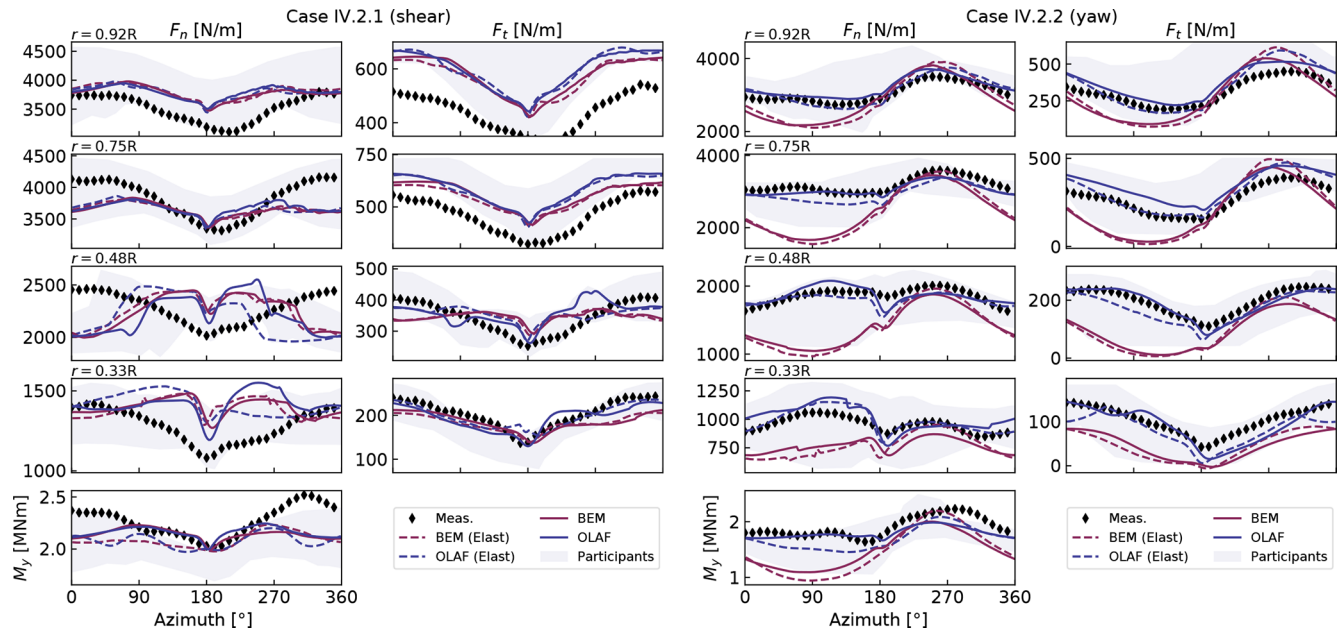 Case IV.2.1 (shear)
r = 0.92R
F_n [N/m]
F_t [N/m]
4500
4000
3500
600
400
r = 0.75R
4500
4000
3500
750
500
r = 0.48R
2500
2000
500
400
300
r = 0.33R
1500
1000
200
100
M_y [MNm]
2.5
2.0
0 90 180 270 360
Azimuth [°]
Meas.
BEM (Elast)
OLAF (Elast)
BEM
OLAF
Participants
Case IV.2.2 (yaw)
r = 0.92R
F_n [N/m]
F_t [N/m]
4000
2000
500
250
r = 0.75R
4000
2000
500
0
r = 0.48R
2000
1000
200
0
r = 0.33R
1250
1000
750
100
0
M_y [MNm]
2
1
0 90 180 270 360
Azimuth [°]
Meas.
BEM (Elast)
OLAF (Elast)
BEM
OLAF
Participants